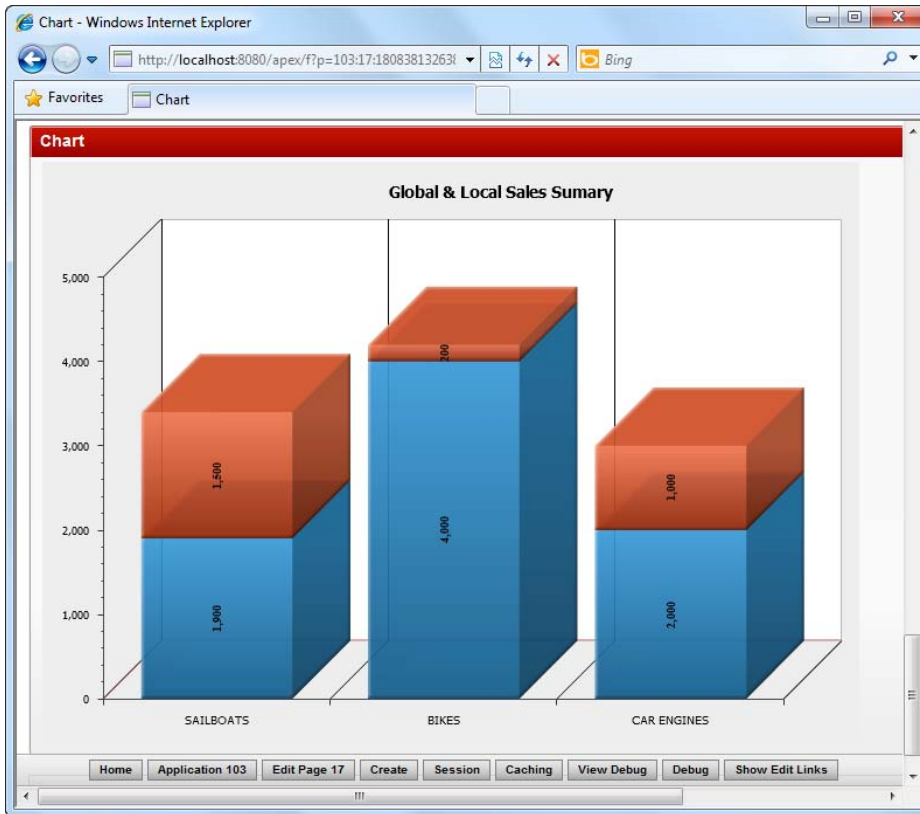 Chart - Windows Internet Explorer
http://localhost:8080/apex/f?p=103:17:180838132638
Bing
Favorites
Chart
Chart
Global & Local Sales Sumary
5,000
4,000
3,000
2,000
1,000
0
1,500
1,900
200
4,000
1,000
2,000
SAILBOATS
BIKES
CAR ENGINES
Home
Application 103
Edit Page 17
Create
Session
Caching
View Debug
Debug
Show Edit Links